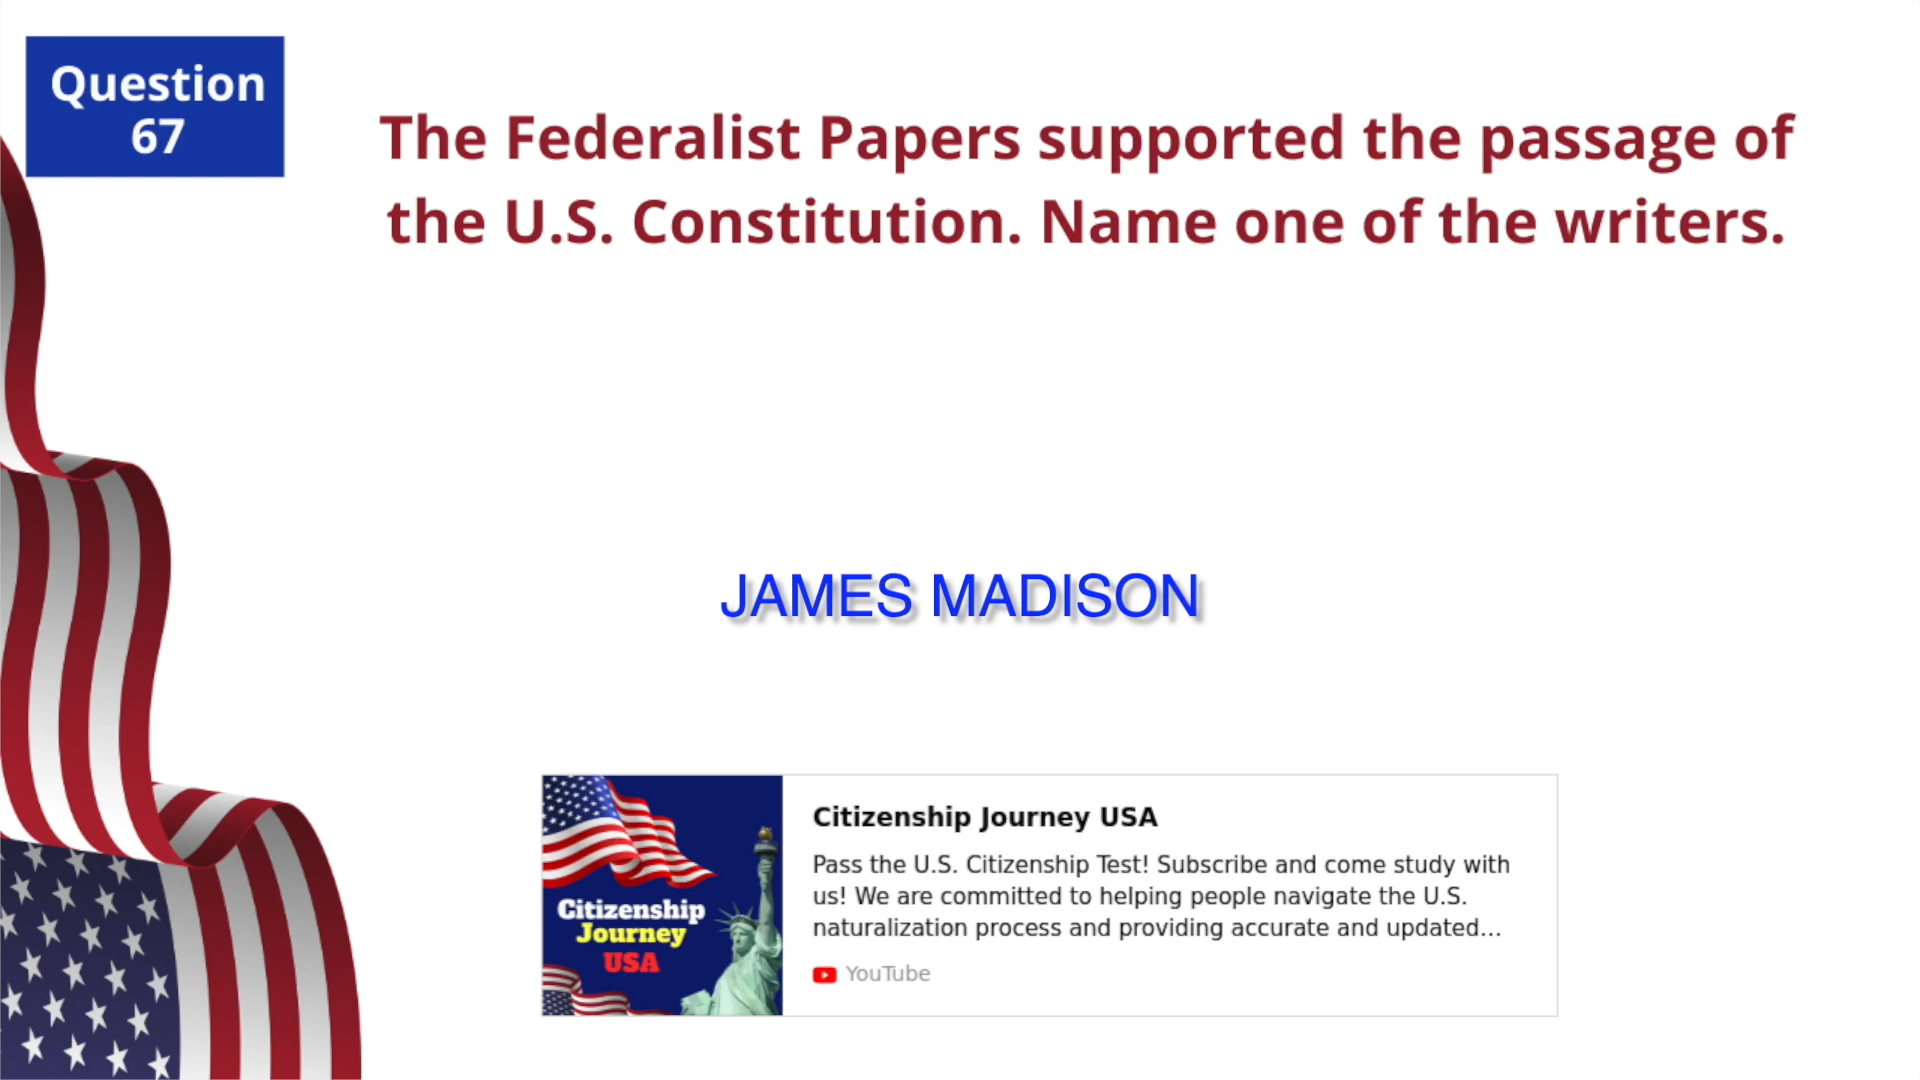 Question
67
The Federalist Papers supported the passage of
the U.S. Constitution. Name one of the writers.
JAMES MADISON
Citizenship
Journey
USA
Citizenship Journey USA
Pass the U.S. Citizenship Test! Subscribe and come study with
us! We are committed to helping people navigate the U.S.
naturalization process and providing accurate and updated...
YouTube